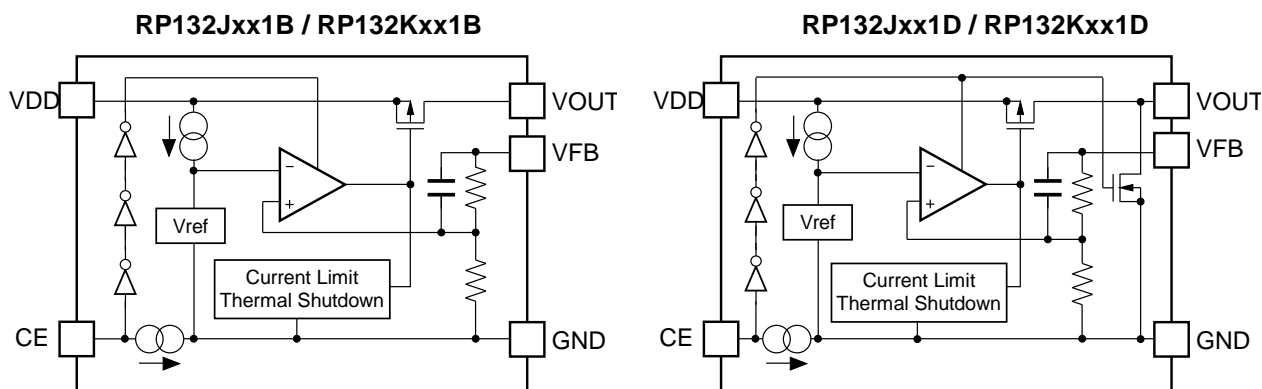 RP132Jxx1B / RP132Kxx1B
VDD
VOUT
VFB
−
+
Vref
Current Limit
Thermal Shutdown
CE
GND
RP132Jxx1D / RP132Kxx1D
VDD
VOUT
VFB
−
+
Vref
Current Limit
Thermal Shutdown
CE
GND